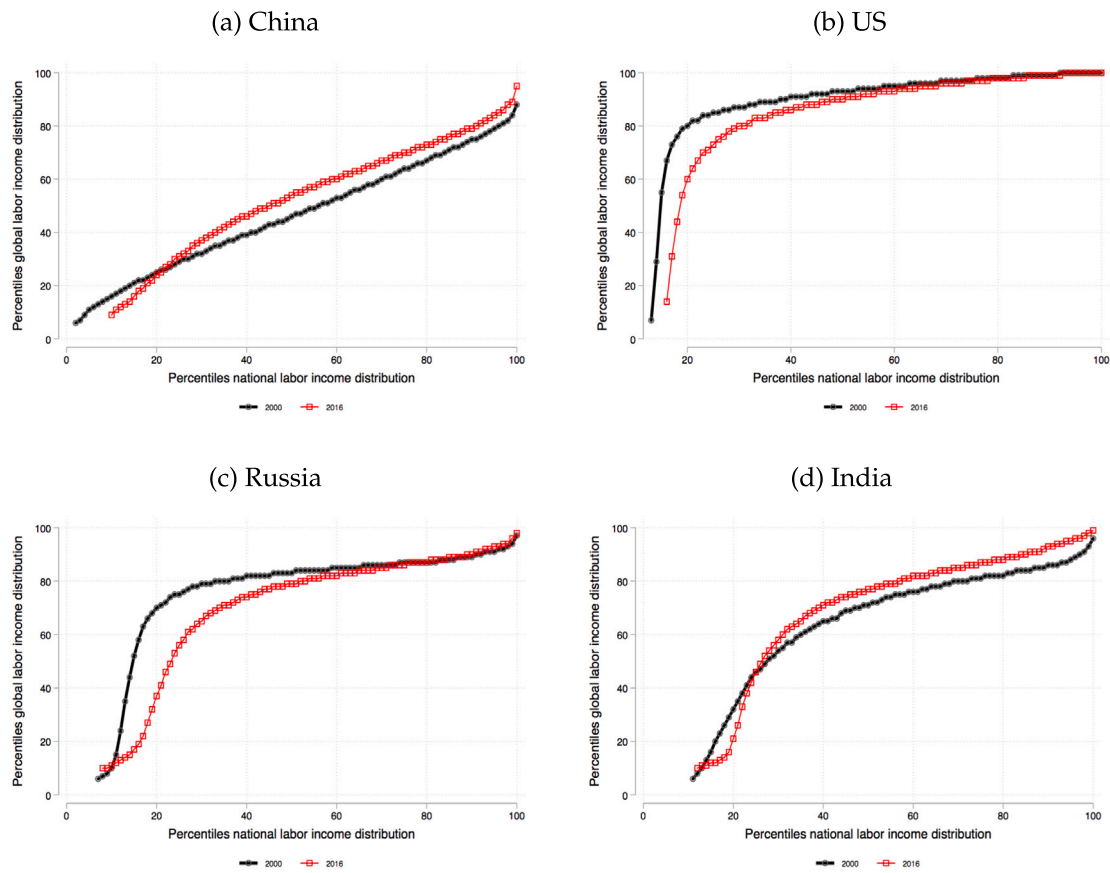 (a) China
(b) US
Percentiles global labor income distribution
100
80
60
40
20
0
0 20 40 60 80 100
Percentiles national labor income distribution
2000 2016
Percentiles global labor income distribution
100
80
60
40
20
0
20 40 60 80 100
Percentiles national labor income distribution
2000 2016
(c) Russia
(d) India
Percentiles global labor income distribution
100
80
60
40
20
0
0 20 40 60 80 100
Percentiles national labor income distribution
2000 2016
Percentiles global labor income distribution
100
80
60
40
20
0
0 20 40 60 80 100
Percentiles national labor income distribution
2000 2016